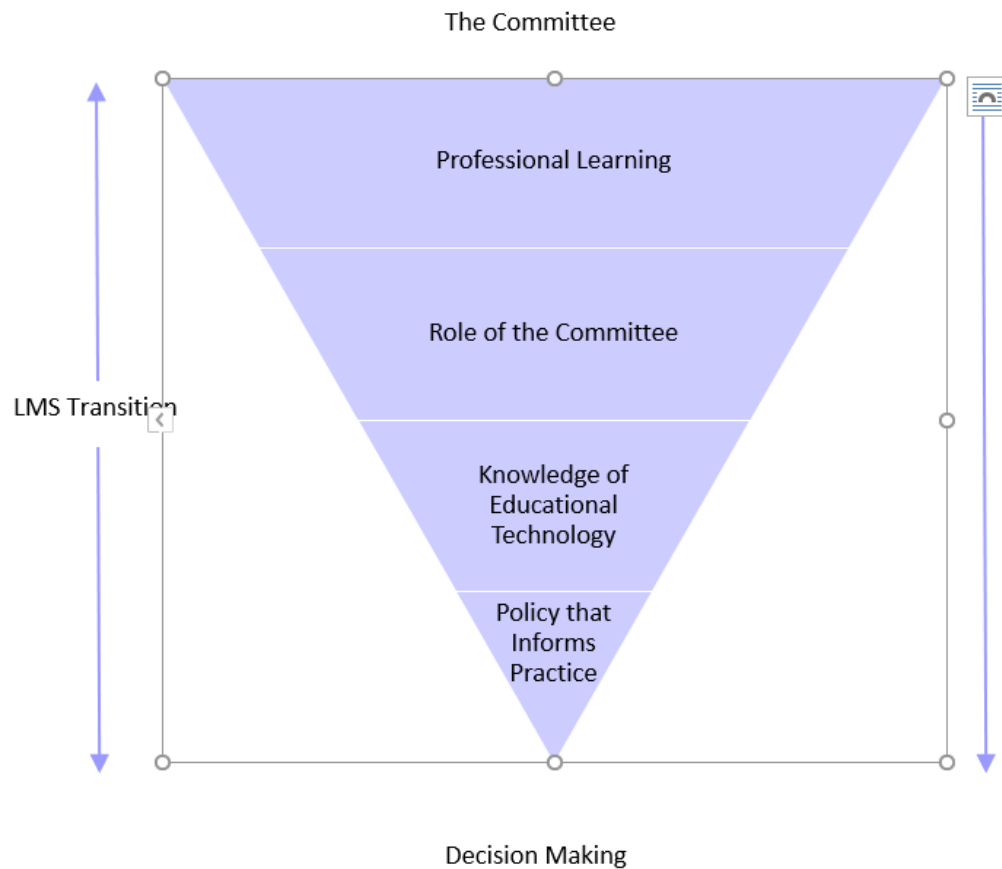 The Committee
Professional Learning
Role of the Committee
LMS Transition
Knowledge of
Educational
Technology
Policy that
Informs
Practice
Decision Making